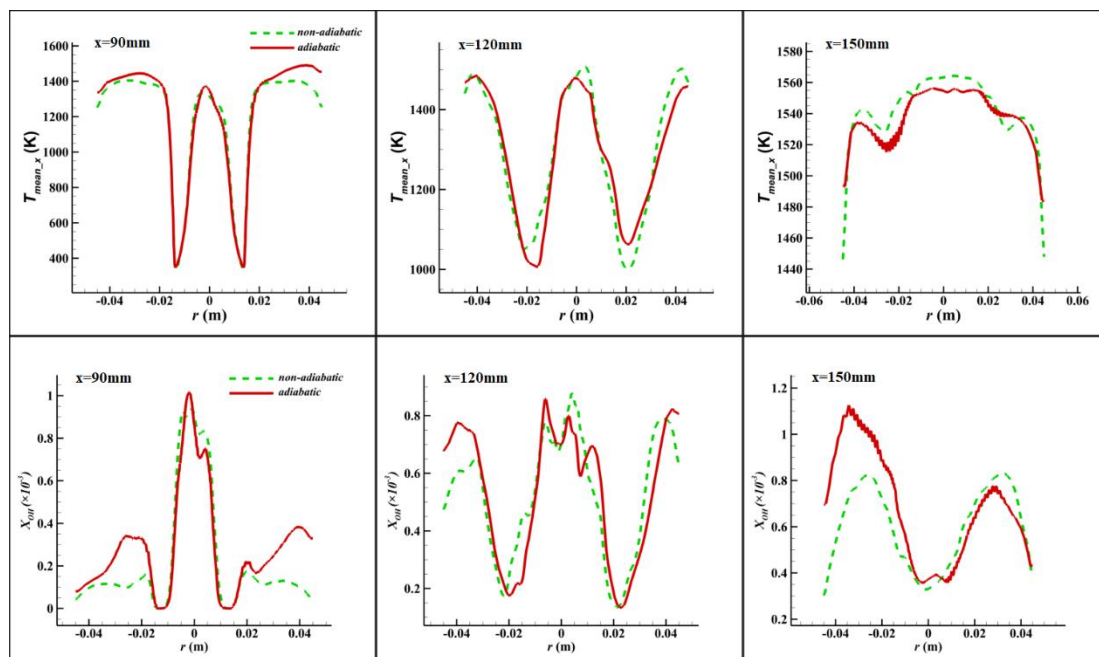 x=90mm
non-adiabatic
adiabatic
1600
1400
1200
1000
800
600
400
T_mean_x (K)
-0.04 -0.02 0 0.02 0.04
r (m)
x=120mm
1400
1200
1000
T_mean_x (K)
-0.04 -0.02 0 0.02 0.04
r (m)
x=150mm
1580
1560
1540
1520
1500
1480
1460
1440
T_mean_x (K)
-0.06 -0.04 -0.02 0 0.02 0.04 0.06
r (m)
x=90mm
non-adiabatic
adiabatic
1
0.8
0.6
0.4
0.2
0
X_OH (×10⁻³)
-0.04 -0.02 0 0.02 0.04
r (m)
x=120mm
0.8
0.6
0.4
0.2
X_OH (×10⁻³)
-0.04 -0.02 0 0.02 0.04
r (m)
x=150mm
1.2
1
0.8
0.6
0.4
0.2
X_OH (×10⁻³)
-0.04 -0.02 0 0.02 0.04
r (m)